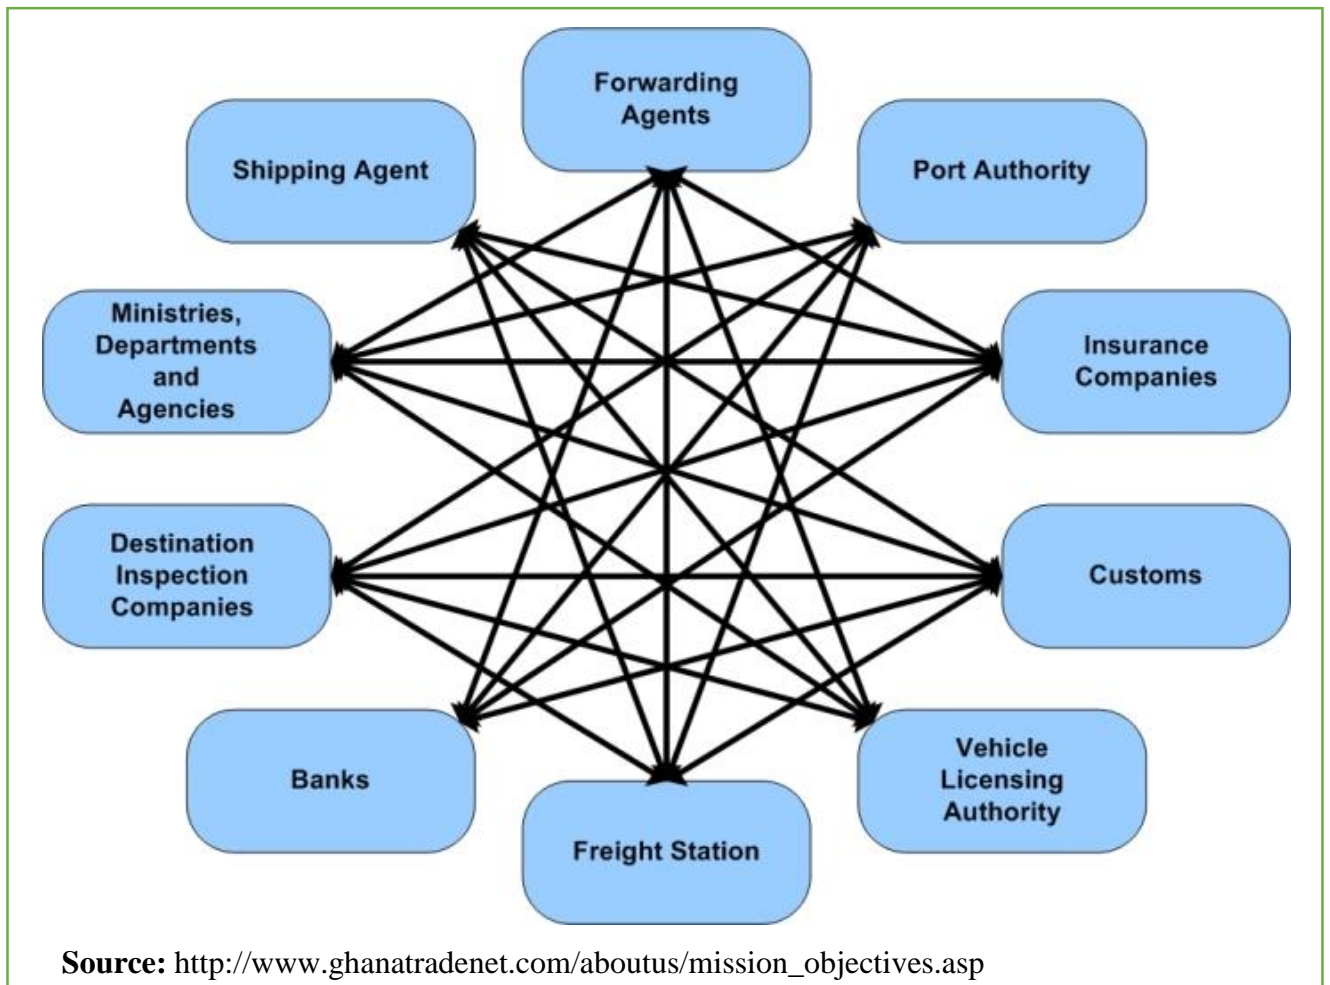 Forwarding
Agents
Shipping Agent
Port Authority
Ministries,
Departments
and
Agencies
Insurance
Companies
Destination
Inspection
Companies
Customs
Banks
Vehicle
Licensing
Authority
Freight Station
Source: http://www.ghanatradenet.com/aboutus/mission_objectives.asp